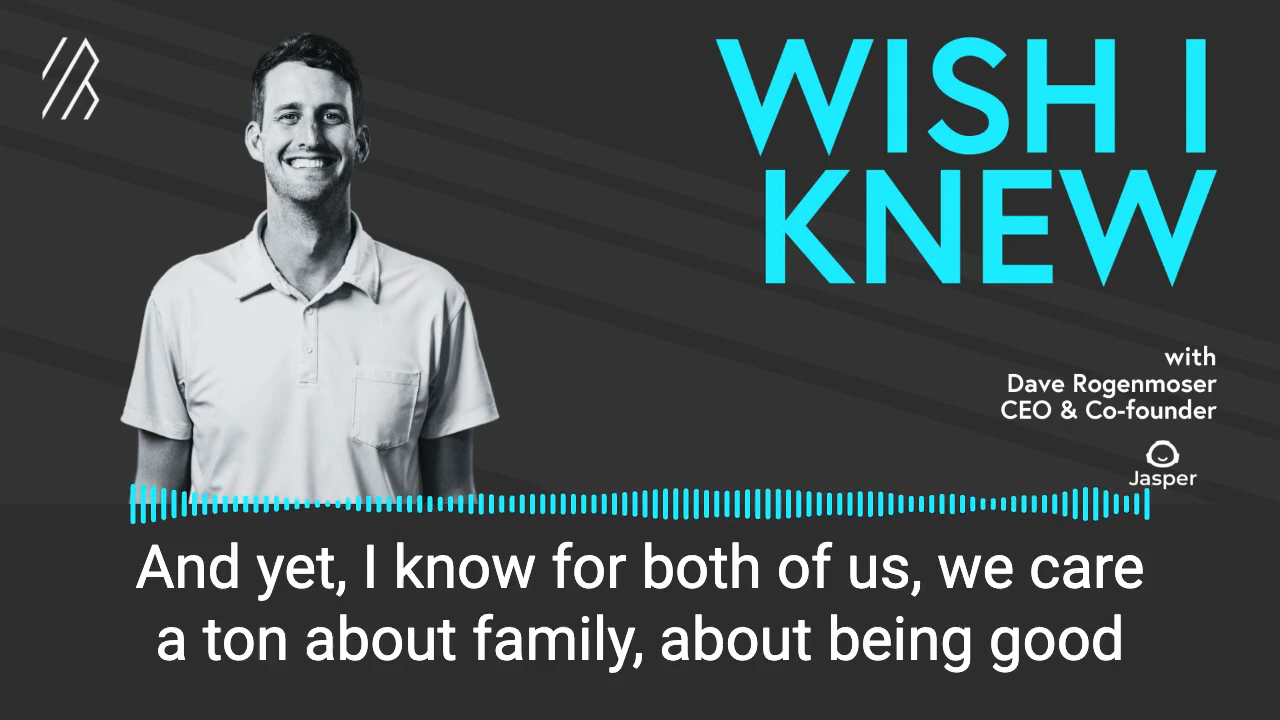 WISH I
KNEW
with
Dave Rogenmoser
CEO & Co-founder
Jasper
And yet, I know for both of us, we care
a ton about family, about being good